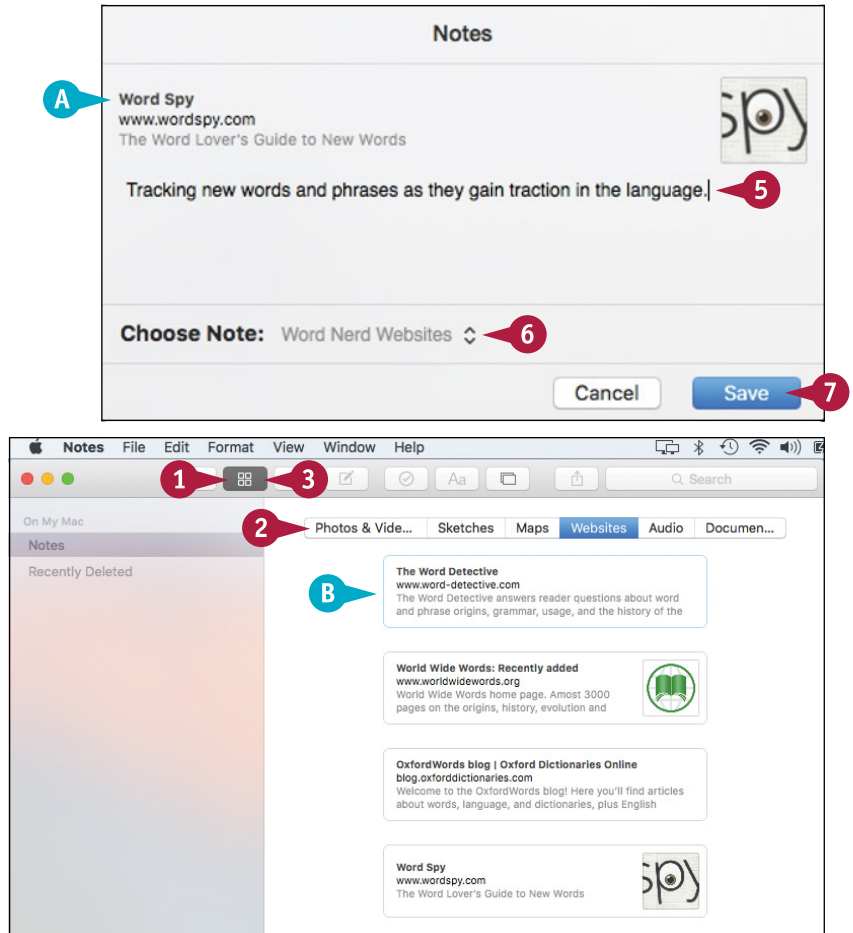 Notes
A
Word Spy
www.wordspy.com
The Word Lover's Guide to New Words
spy
Tracking new words and phrases as they gain traction in the language.
5
Choose Note: Word Nerd Websites
6
Cancel Save
7
Notes File Edit Format View Window Help
1 3 Aa Search
On My Mac
2 Photos & Vide... Sketches Maps Websites Audio Documen...
Notes
Recently Deleted
B
The Word Detective
www.word-detective.com
The Word Detective answers reader questions about word
and phrase origins, grammar, usage, and the history of the
World Wide Words: Recently added
www.worldwidewords.org
World Wide Words home page. Amost 3000
pages on the origins, history, evolution and
OxfordWords blog | Oxford Dictionaries Online
blog.oxforddictionaries.com
Welcome to the OxfordWords blog! Here you'll find articles
about words, language, and dictionaries, plus English
Word Spy
www.wordspy.com
The Word Lover's Guide to New Words
spy